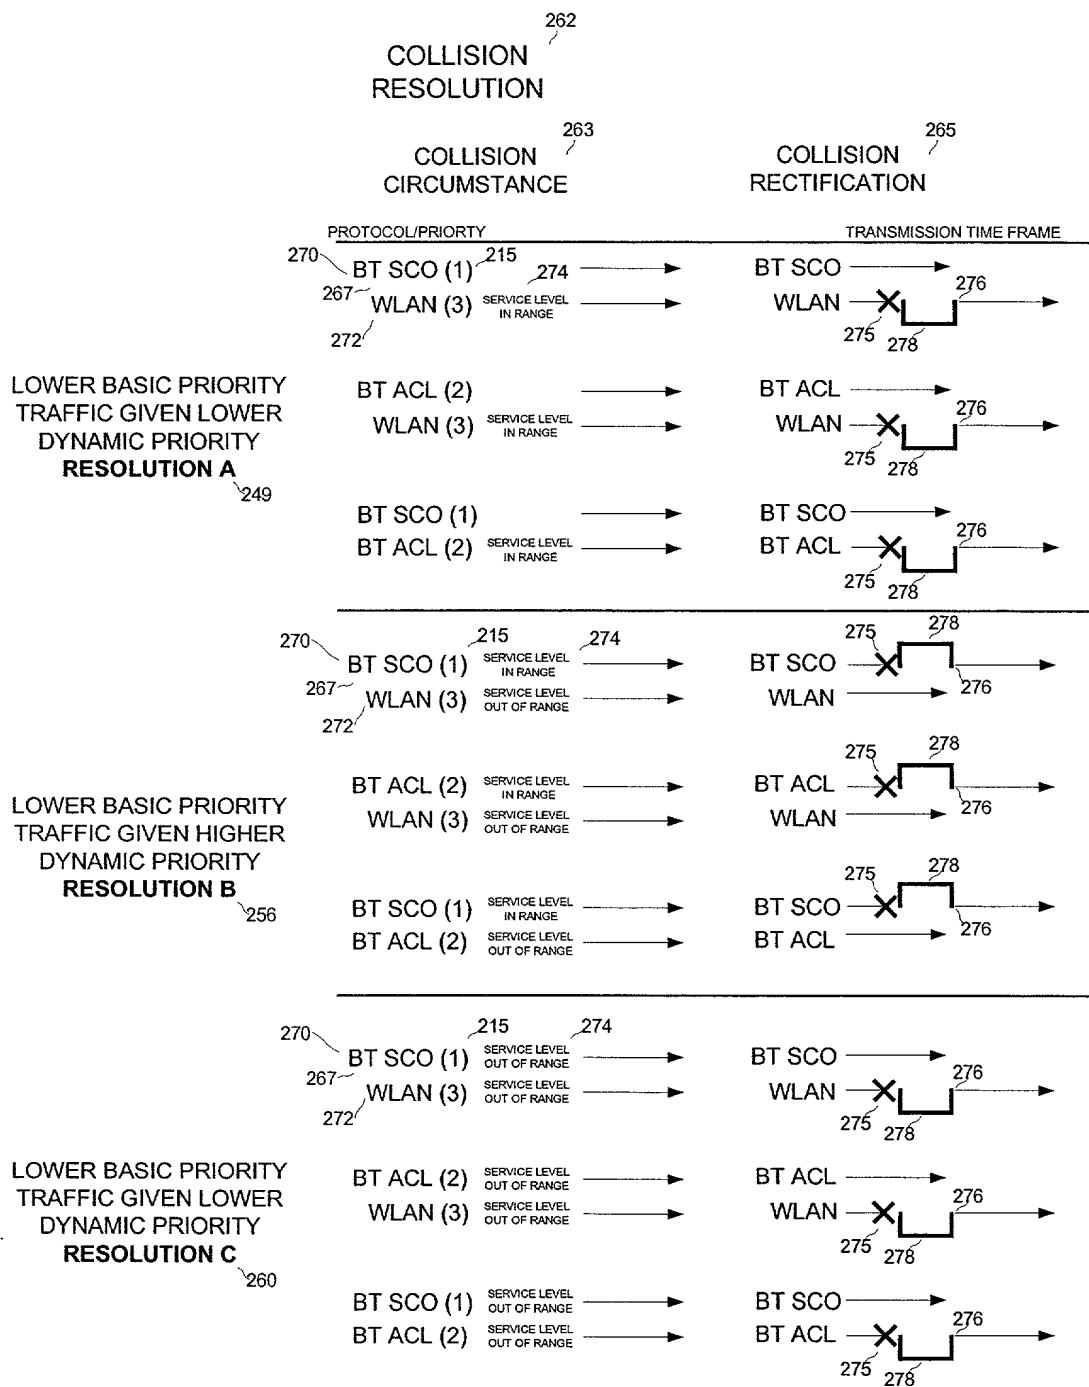 262
COLLISION
RESOLUTION
263
COLLISION
CIRCUMSTANCE
265
COLLISION
RECTIFICATION
PROTOCOL/PRIORTY
TRANSMISSION TIME FRAME
270
BT SCO (1)
215
274
BT SCO
267
WLAN (3)
SERVICE LEVEL
IN RANGE
WLAN
276
272
275
278
LOWER BASIC PRIORITY
TRAFFIC GIVEN LOWER
DYNAMIC PRIORITY
RESOLUTION A
249
BT ACL (2)
BT ACL
WLAN (3)
SERVICE LEVEL
IN RANGE
WLAN
276
275
278
BT SCO (1)
BT SCO
BT ACL (2)
SERVICE LEVEL
IN RANGE
BT ACL
276
275
278
270
215
274
275
278
BT SCO (1)
SERVICE LEVEL
IN RANGE
BT SCO
276
267
WLAN (3)
SERVICE LEVEL
OUT OF RANGE
WLAN
272
LOWER BASIC PRIORITY
TRAFFIC GIVEN HIGHER
DYNAMIC PRIORITY
RESOLUTION B
256
275
278
BT ACL (2)
SERVICE LEVEL
IN RANGE
BT ACL
276
WLAN (3)
SERVICE LEVEL
OUT OF RANGE
WLAN
275
278
BT SCO (1)
SERVICE LEVEL
IN RANGE
BT SCO
276
BT ACL (2)
SERVICE LEVEL
OUT OF RANGE
BT ACL
270
215
274
BT SCO (1)
SERVICE LEVEL
OUT OF RANGE
BT SCO
267
WLAN (3)
SERVICE LEVEL
OUT OF RANGE
WLAN
276
272
275
278
LOWER BASIC PRIORITY
TRAFFIC GIVEN LOWER
DYNAMIC PRIORITY
RESOLUTION C
260
BT ACL (2)
SERVICE LEVEL
OUT OF RANGE
BT ACL
WLAN (3)
SERVICE LEVEL
OUT OF RANGE
WLAN
276
275
278
BT SCO (1)
SERVICE LEVEL
OUT OF RANGE
BT SCO
BT ACL (2)
SERVICE LEVEL
OUT OF RANGE
BT ACL
276
275
278